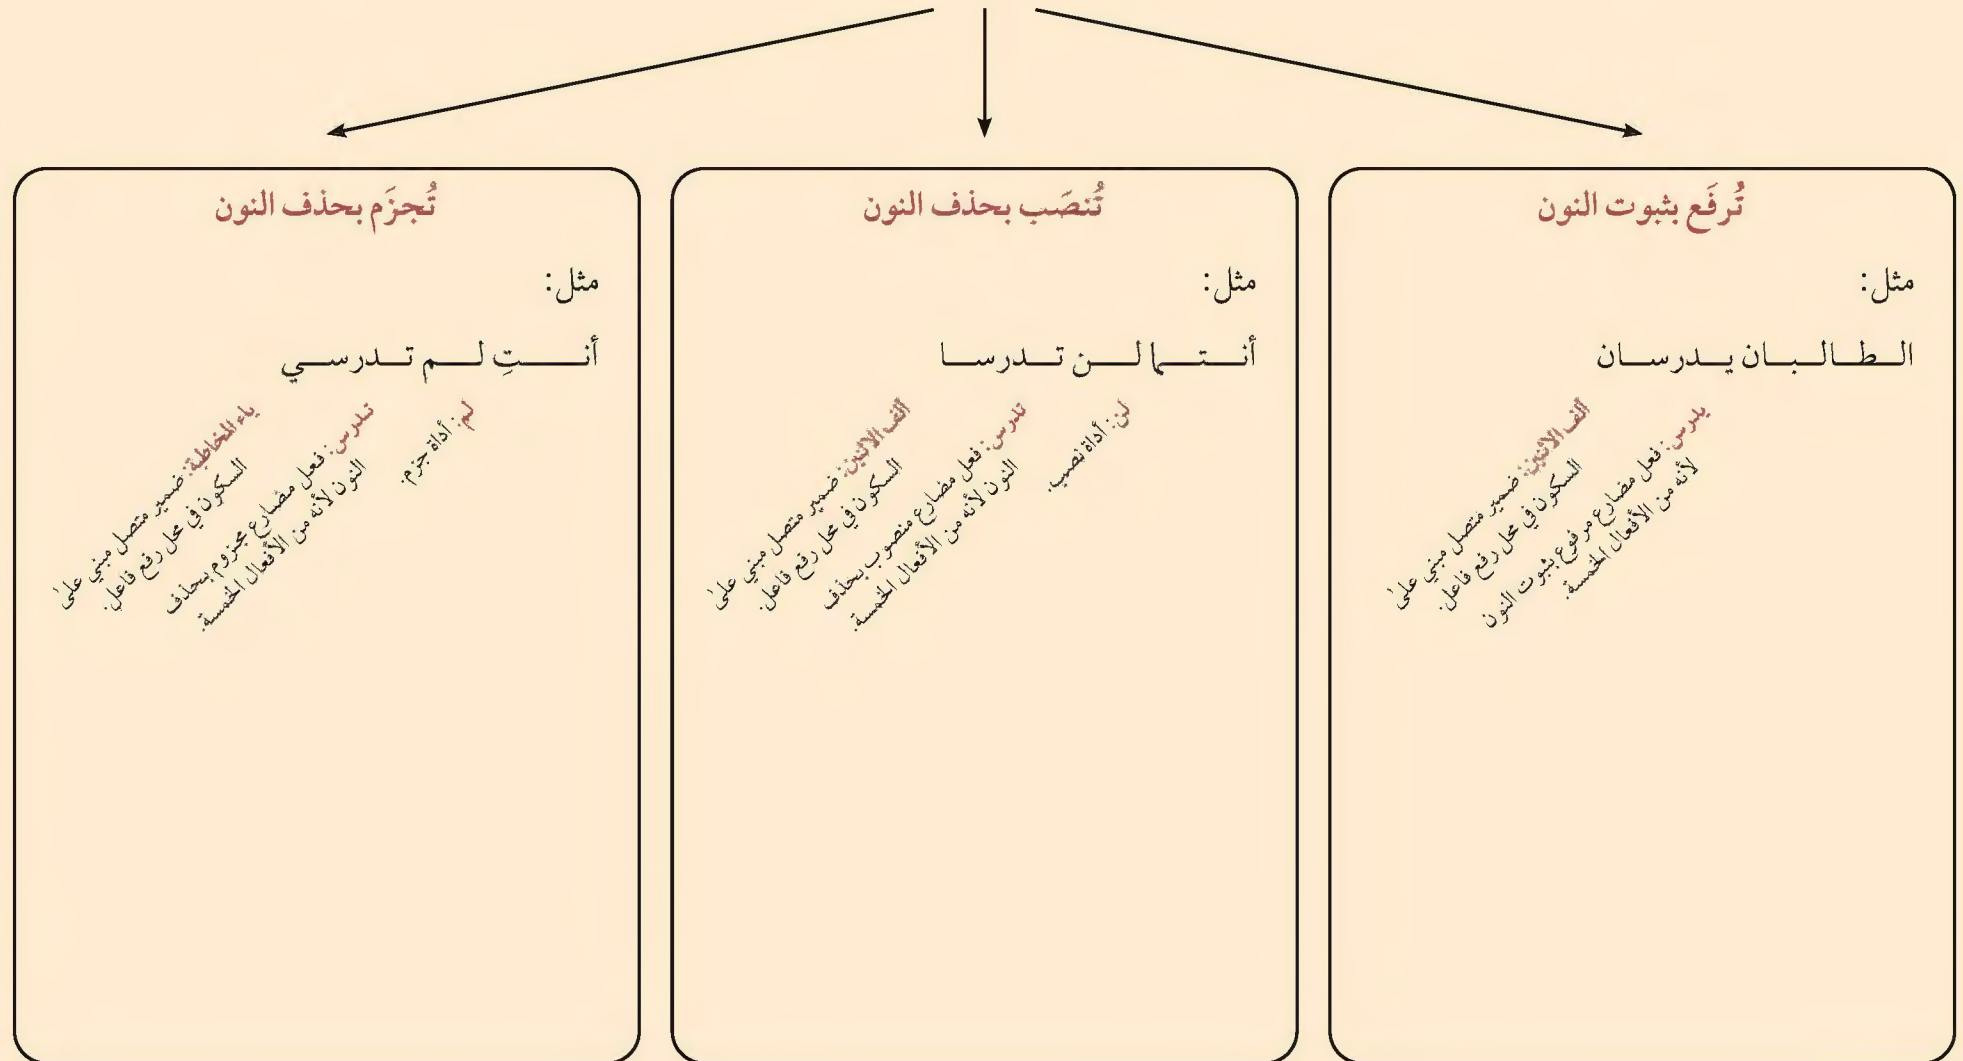 تُرفَع بثبوت النون
مثل:
الطالبان يدرسان
يدرس: فعل مضارع مرفوع بثبوت النون
لأنه من الأفعال الخمسة.
ألف الاثنين: ضمير متصل مبني علىٰ
السكون في محل رفع فاعل.
تُنصَب بحذف النون
مثل:
أنتما لن تدرسا
لن: أداة نصب.
تدرس: فعل مضارع منصوب بحذف
النون لأنه من الأفعال الخمسة.
ألف الاثنين: ضمير متصل مبني علىٰ
السكون في محل رفع فاعل.
تُجزَم بحذف النون
مثل:
أنتِ لم تدرسي
لم: أداة جزم.
تدرس: فعل مضارع مجزوم بحذف
النون لأنه من الأفعال الخمسة.
ياء المخاطبة: ضمير متصل مبني علىٰ
السكون في محل رفع فاعل.